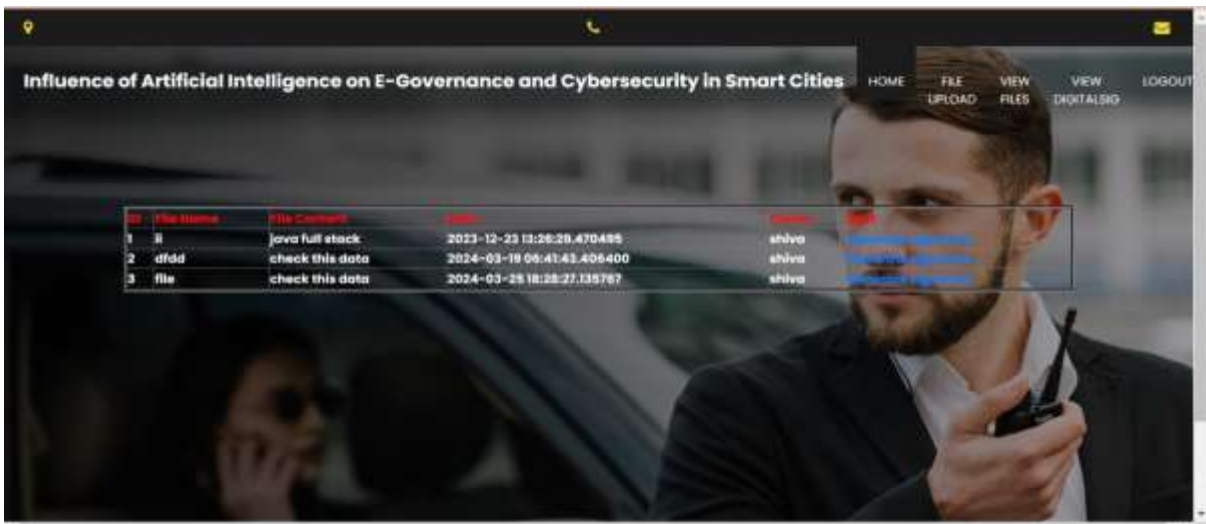 Influence of Artificial Intelligence on E-Governance and Cybersecurity in Smart Cities HOME FILE UPLOAD VIEW FILES VIEW DIGITALSIG LOGOUT
ID File Name File Content
1 ii java full stack 2023-12-23 13:26:29.470495 shiva
2 dfdd check this data 2024-03-19 06:41:43.406400 shiva
3 file check this data 2024-03-25 18:28:27.135767 shiva